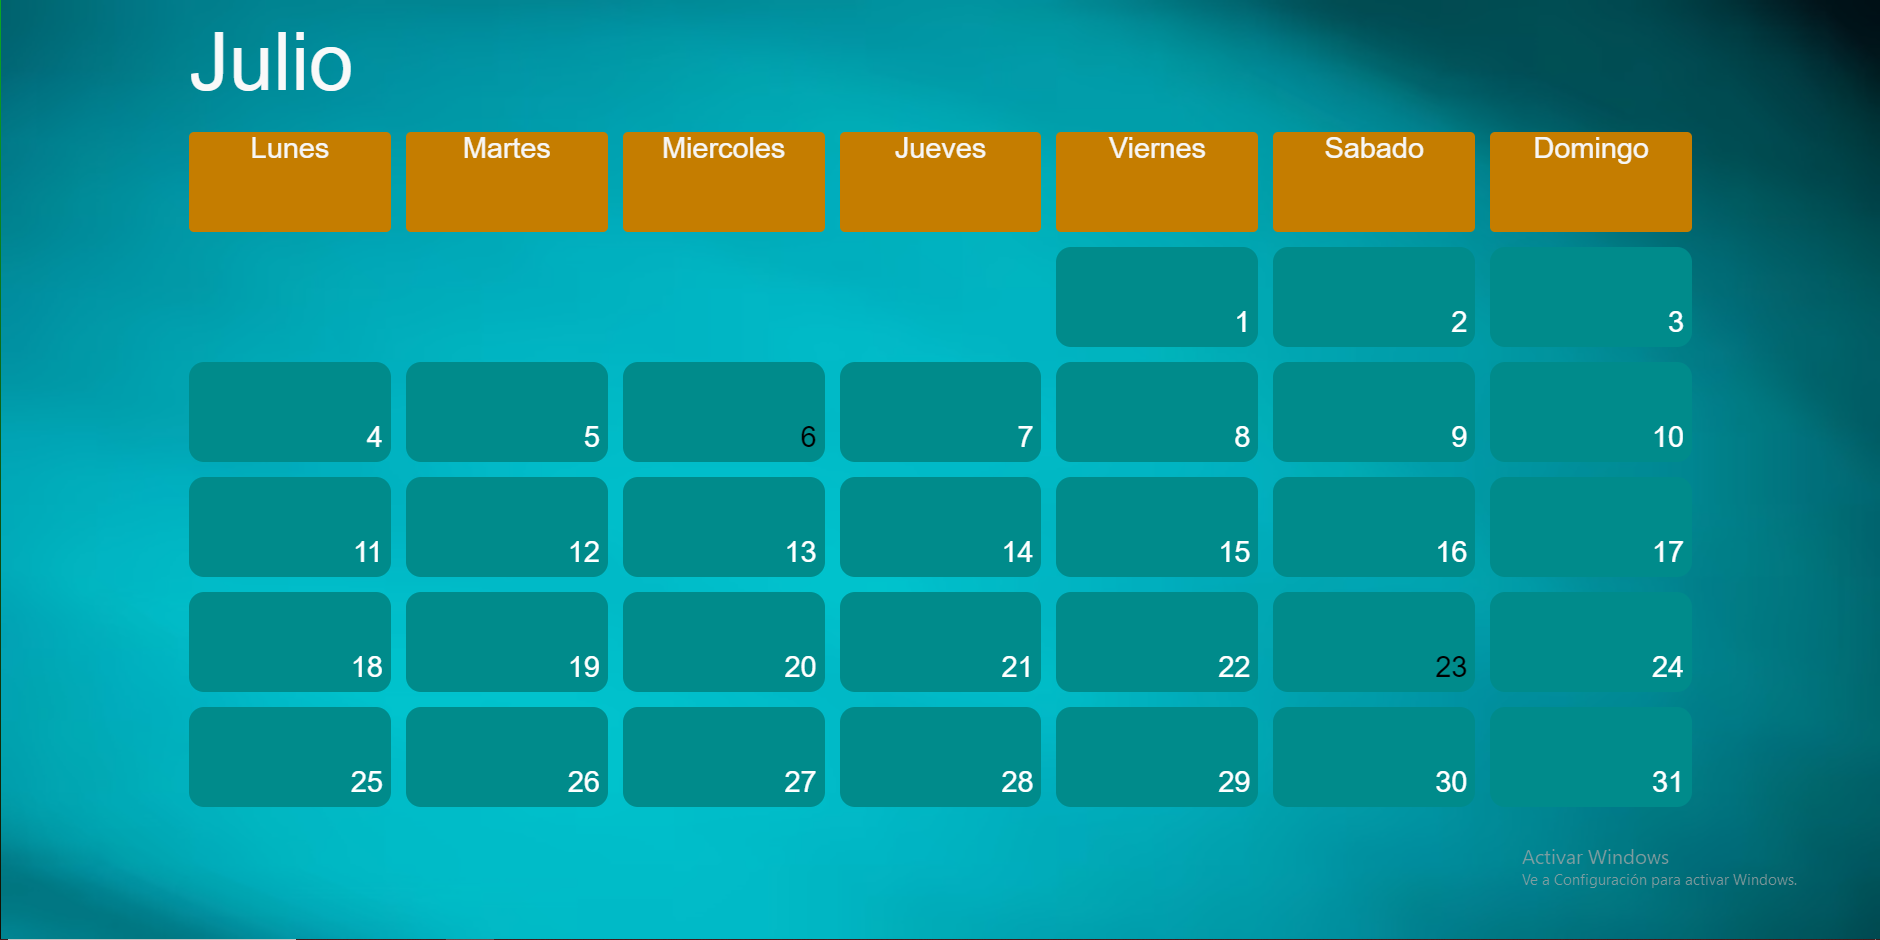 Julio
Lunes Martes Miercoles Jueves Viernes Sabado Domingo
1 2 3
4 5 6 7 8 9 10
11 12 13 14 15 16 17
18 19 20 21 22 23 24
25 26 27 28 29 30 31
Activar Windows
Ve a Configuración para activar Windows.